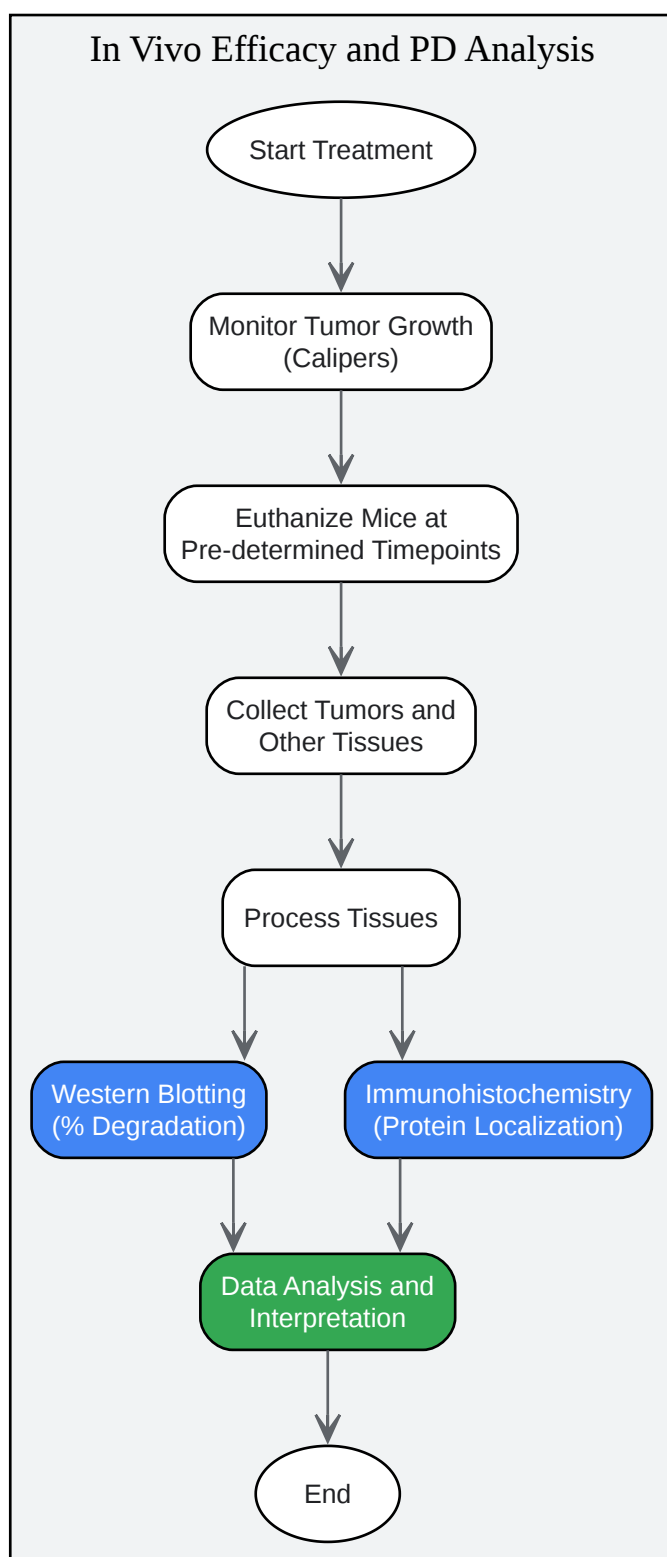 In Vivo Efficacy and PD Analysis
Start Treatment
Monitor Tumor Growth
(Calipers)
Euthanize Mice at
Pre-determined Timepoints
Collect Tumors and
Other Tissues
Process Tissues
Western Blotting
(% Degradation)
Immunohistochemistry
(Protein Localization)
Data Analysis and
Interpretation
End